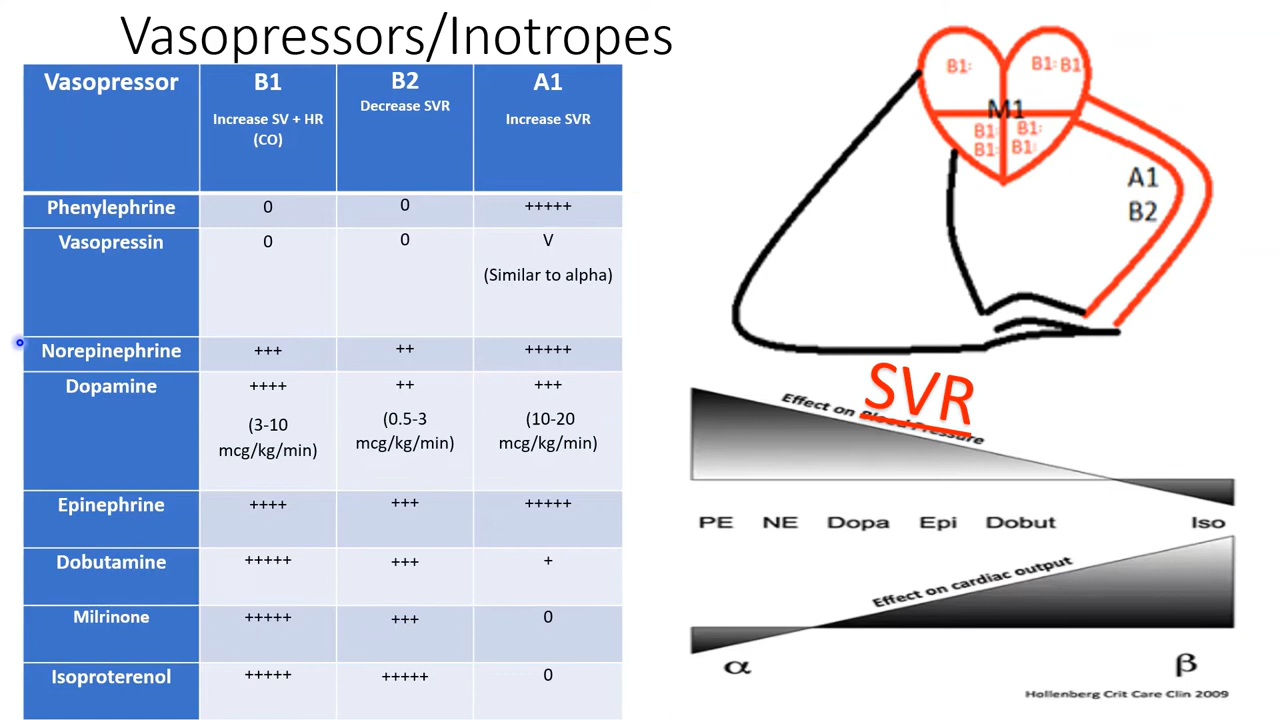 Vasopressors/Inotropes
Vasopressor
B1
Increase SV + HR
(CO)
B2
Decrease SVR
A1
Increase SVR
Phenylephrine
0
0
+++++
Vasopressin
0
0
V
(Similar to alpha)
Norepinephrine
+++
++
+++++
Dopamine
++++
(3-10
mcg/kg/min)
++
(0.5-3
mcg/kg/min)
+++
(10-20
mcg/kg/min)
Epinephrine
++++
+++
+++++
Dobutamine
+++++
+++
+
Milrinone
+++++
+++
0
Isoproterenol
+++++
+++++
0
B1:
B1: B1
M1
B1:
B1:
B1:
B1:
A1
B2
SVR
Effect on Blood Pressure
PE NE Dopa Epi Dobut Iso
Effect on cardiac output
α
β
Hollenberg Crit Care Clin 2009